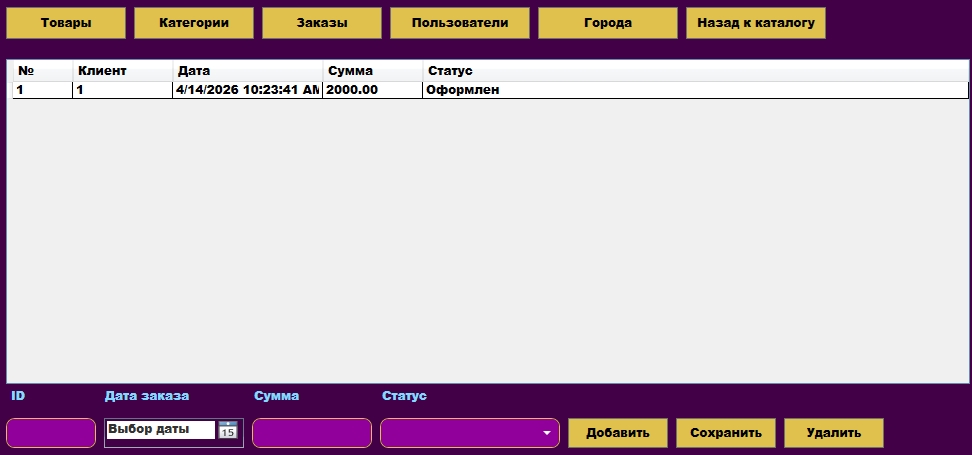 Товары Категории Заказы Пользователи Города Назад к каталогу
№ Клиент Дата Сумма Статус
1 1 4/14/2026 10:23:41 AM 2000.00 Оформлен
ID Дата заказа Сумма Статус
Выбор даты 15 Добавить Сохранить Удалить